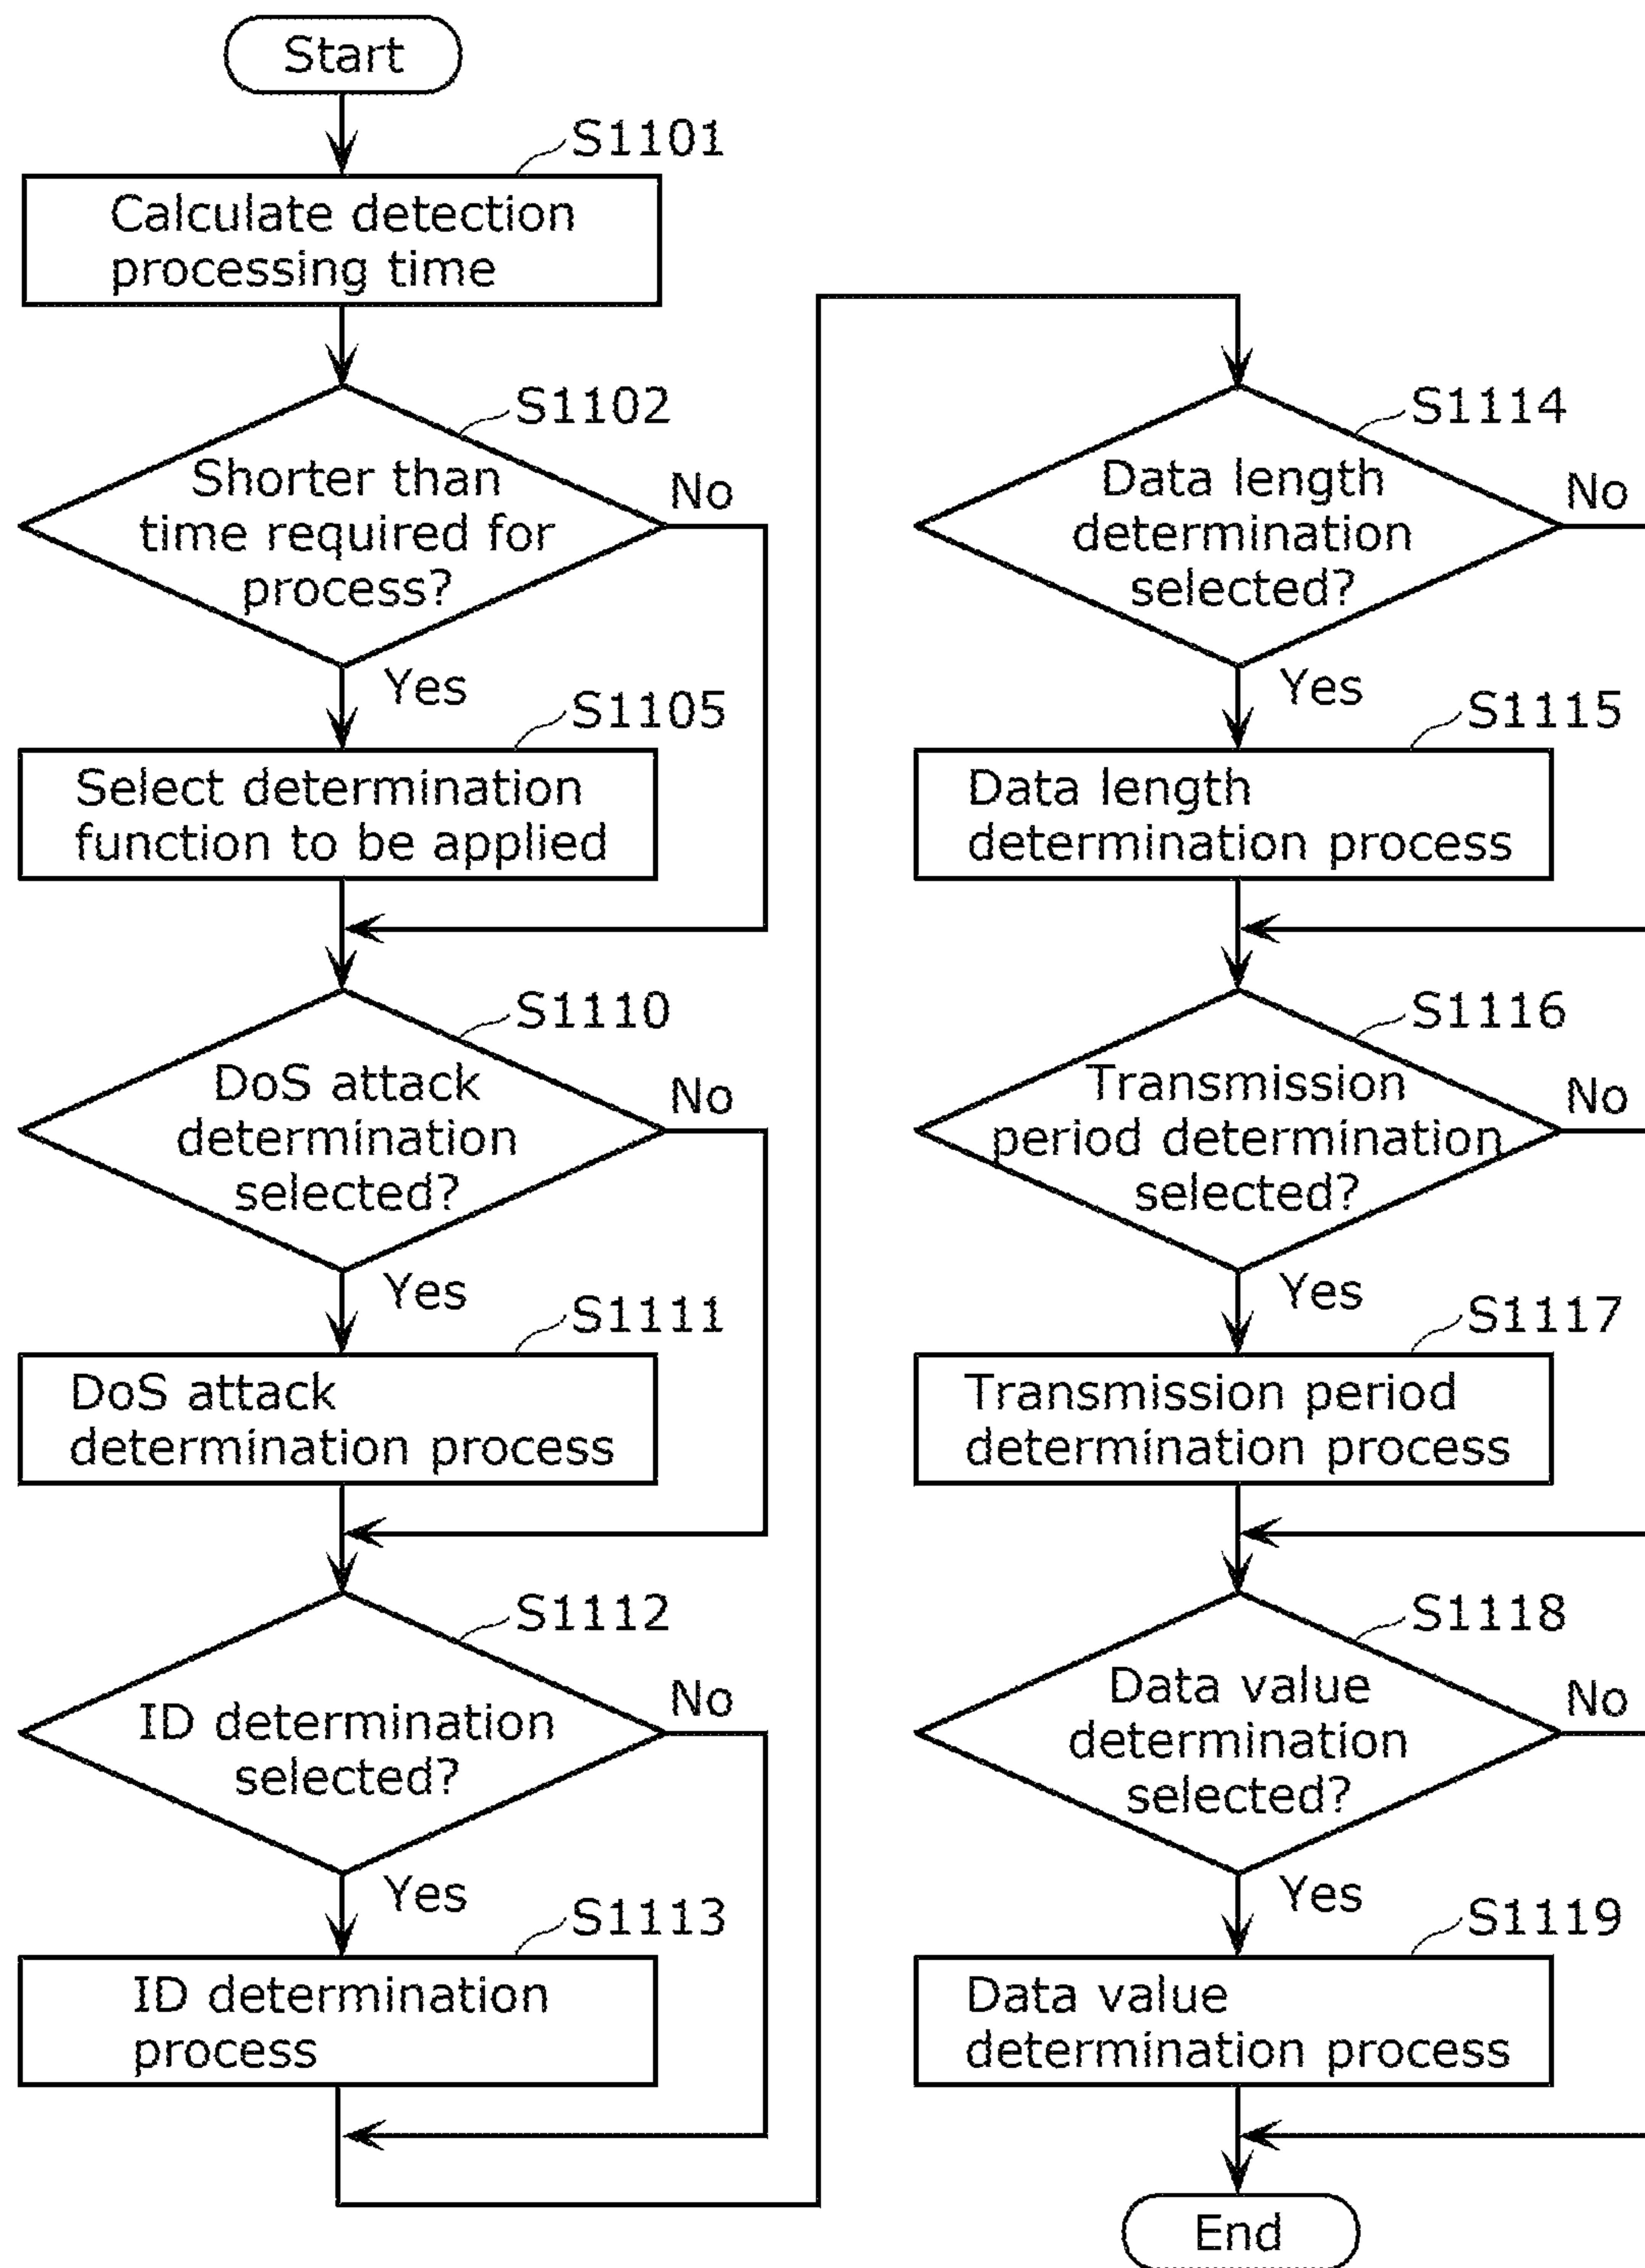 Start
S1101
Calculate detection
processing time
S1102
Shorter than
time required for
process?
No
Yes
S1105
Select determination
function to be applied
S1110
DoS attack
determination
selected?
No
Yes
S1111
DoS attack
determination process
S1112
ID determination
selected?
No
Yes
S1113
ID determination
process
S1114
Data length
determination
selected?
No
Yes
S1115
Data length
determination process
S1116
Transmission
period determination
selected?
No
Yes
S1117
Transmission period
determination process
S1118
Data value
determination
selected?
No
Yes
S1119
Data value
determination process
End